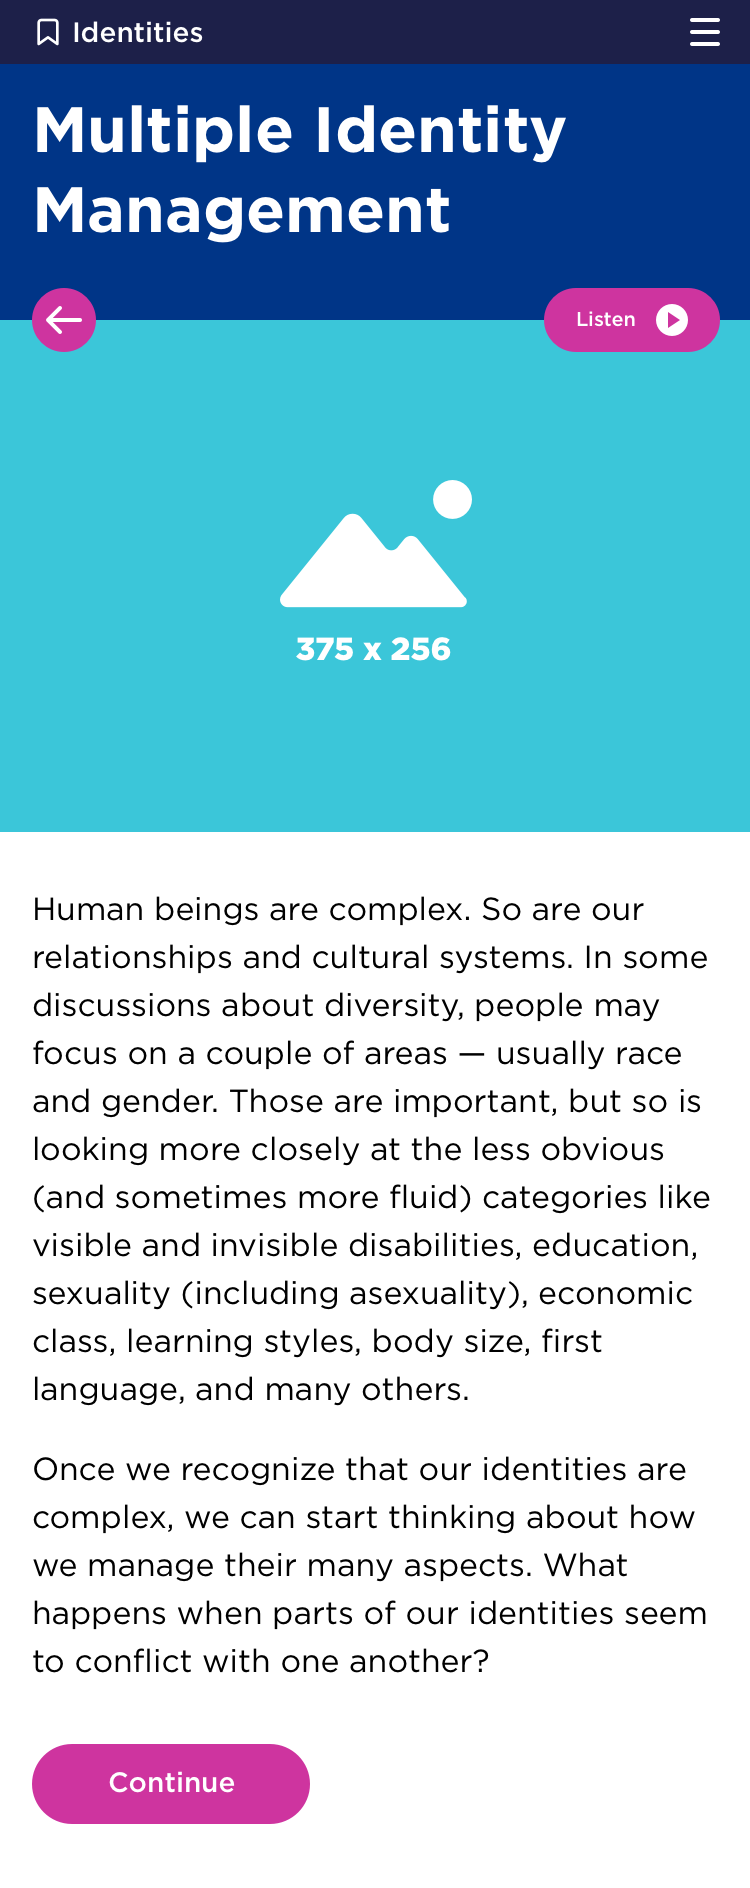 Identities
Multiple Identity
Management
Listen
375 x 256
Human beings are complex. So are our
relationships and cultural systems. In some
discussions about diversity, people may
focus on a couple of areas — usually race
and gender. Those are important, but so is
looking more closely at the less obvious
(and sometimes more fluid) categories like
visible and invisible disabilities, education,
sexuality (including asexuality), economic
class, learning styles, body size, first
language, and many others.
Once we recognize that our identities are
complex, we can start thinking about how
we manage their many aspects. What
happens when parts of our identities seem
to conflict with one another?
Continue